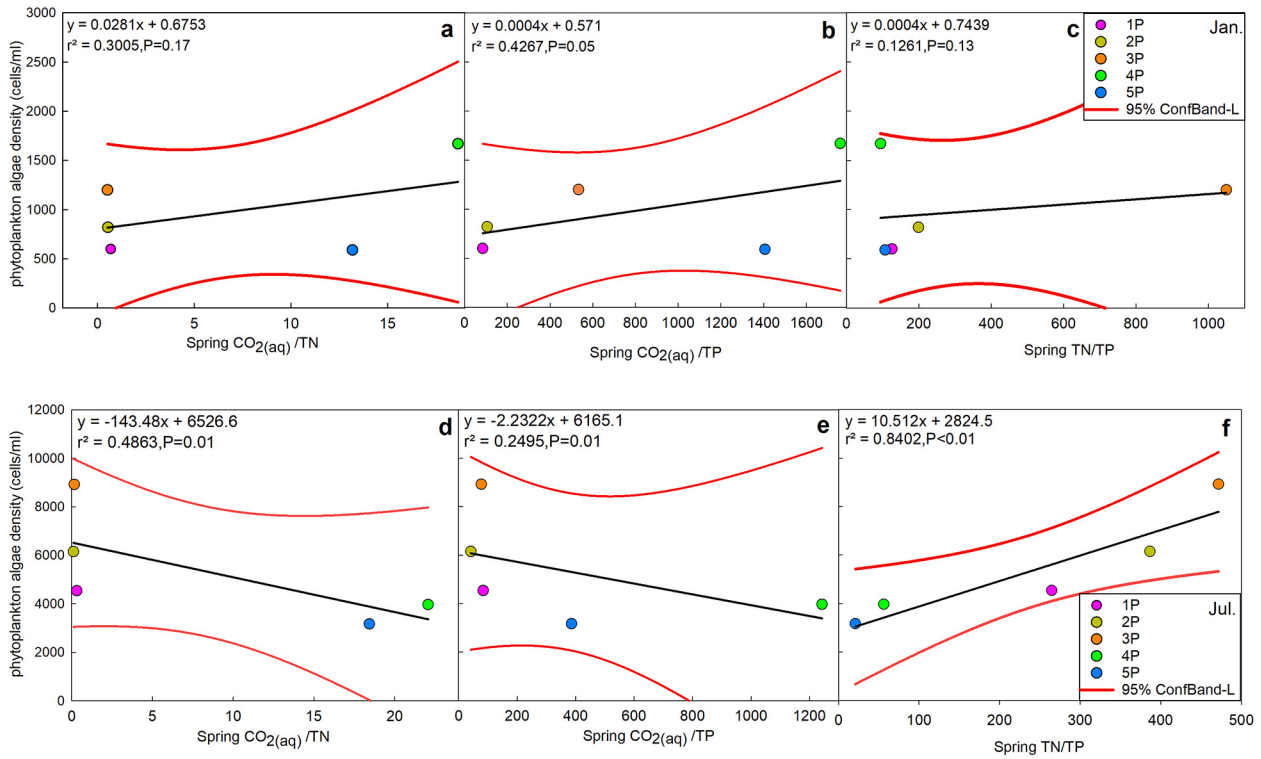 y = 0.0281x + 0.6753
r² = 0.3005,P=0.17
a
y = 0.0004x + 0.571
r² = 0.4267,P=0.05
b
y = 0.0004x + 0.7439
r² = 0.1261,P=0.13
c
Jan.
1P
2P
3P
4P
5P
95% ConfBand-L
phytoplankton algae density (cells/ml)
3000
2500
2000
1500
1000
500
0
0 5 10 15
0 200 400 600 800 1000 1200 1400 1600
0 200 400 600 800 1000
Spring CO2(aq) /TN
Spring CO2(aq) /TP
Spring TN/TP
y = -143.48x + 6526.6
r² = 0.4863,P=0.01
d
y = -2.2322x + 6165.1
r² = 0.2495,P=0.01
e
y = 10.512x + 2824.5
r² = 0.8402,P<0.01
f
Jul.
1P
2P
3P
4P
5P
95% ConfBand-L
phytoplankton algae density (cells/ml)
12000
10000
8000
6000
4000
2000
0
0 5 10 15 20
0 200 400 600 800 1000 1200
0 100 200 300 400 500
Spring CO2(aq) /TN
Spring CO2(aq) /TP
Spring TN/TP